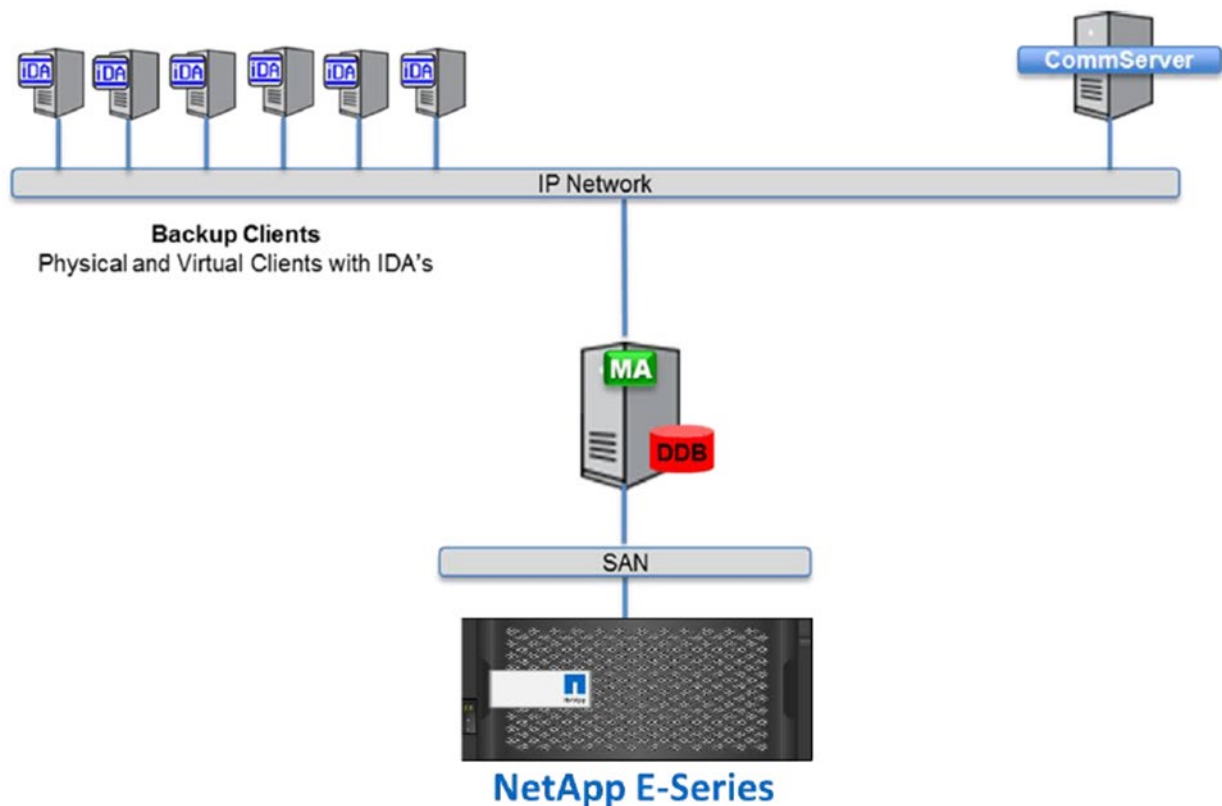 iDA iDA iDA iDA iDA iDA
CommServer
IP Network
Backup Clients
Physical and Virtual Clients with IDA's
MA
DDB
SAN
NetApp
NetApp E-Series